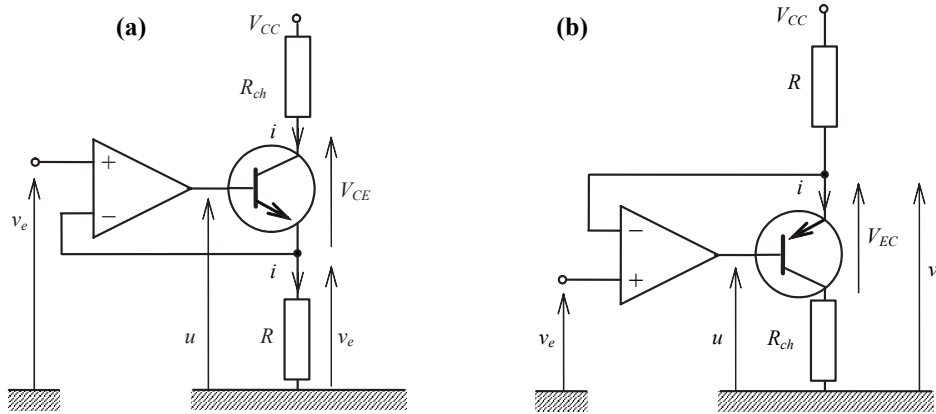 (a)
V_CC
R_ch
i
+
−
V_CE
v_e
i
u
R
v_e
(b)
V_CC
R
i
−
+
V_EC
v
v_e
u
R_ch